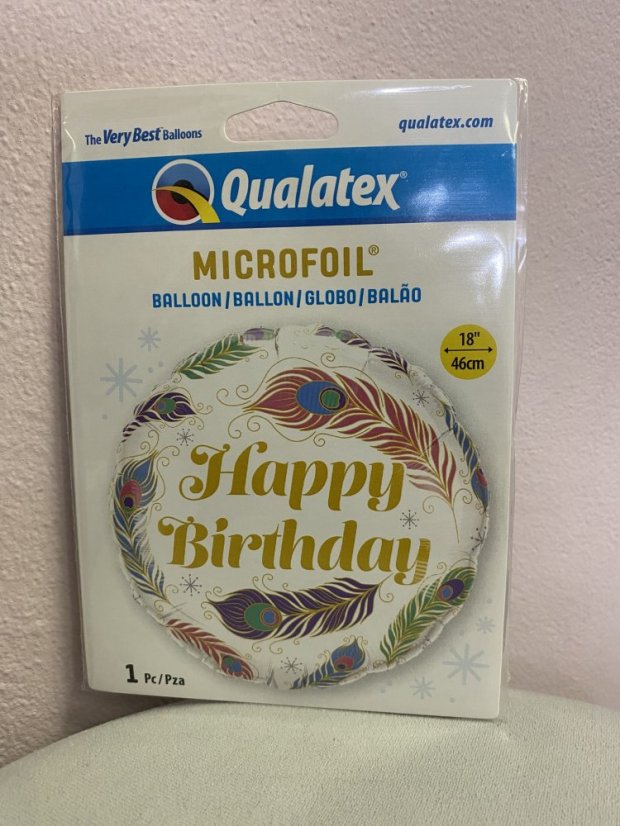 The Very Best Balloons
qualatex.com
Qualatex®
MICROFOIL®
BALLOON/BALLON/GLOBO/BALÃO
18"
46cm
Happy
Birthday
1 Pc/Pza